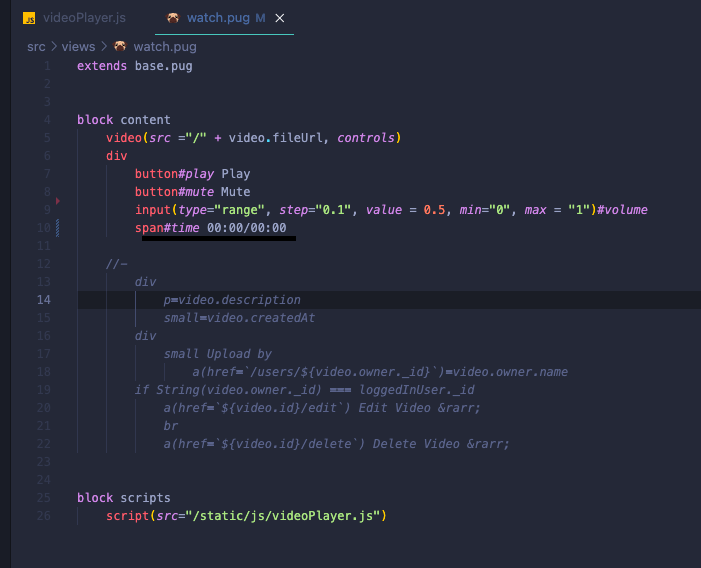 JS videoPlayer.js watch.pug M ×
src > views > watch.pug
1 extends base.pug
2
3
4 block content
5 video(src ="/" + video.fileUrl, controls)
6 div
7 button#play Play
8 button#mute Mute
9 input(type="range", step="0.1", value = 0.5, min="0", max = "1")#volume
10 span#time 00:00/00:00
11
12 //-
13 div
14 p=video.description
15 small=video.createdAt
16 div
17 small Upload by
18 a(href=`/users/${video.owner._id}`)=video.owner.name
19 if String(video.owner._id) === loggedInUser._id
20 a(href=`${video.id}/edit`) Edit Video &rarr;
21 br
22 a(href=`${video.id}/delete`) Delete Video &rarr;
23
24
25 block scripts
26 script(src="/static/js/videoPlayer.js")